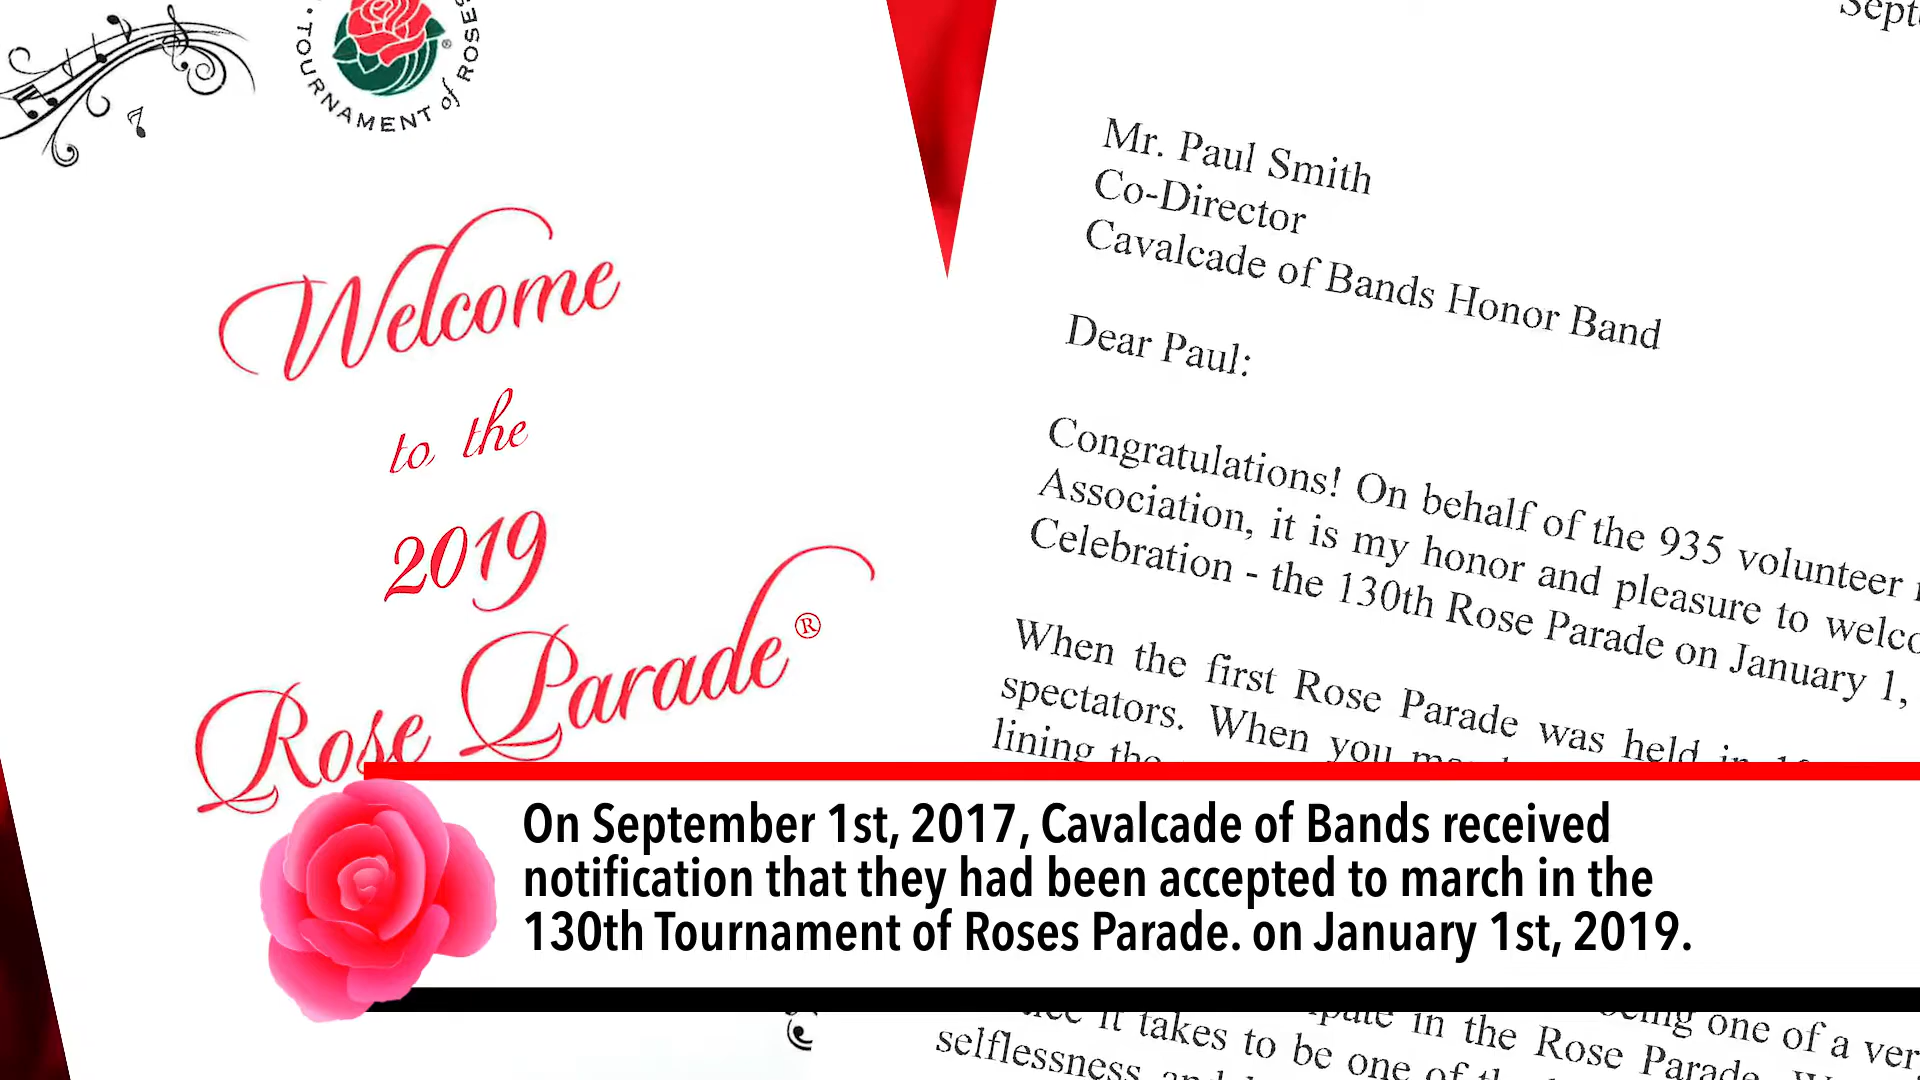 TOURNAMENT of ROSES
Welcome
to the
2019
Rose Parade®
Mr. Paul Smith
Co-Director
Cavalcade of Bands Honor Band
Dear Paul:
Congratulations! On behalf of the 935 volunteer
Association, it is my honor and pleasure to
Celebration - the 130th Rose Parade on January 1,
When the first Rose Parade was held in
spectators. When you
lining the
On September 1st, 2017, Cavalcade of Bands received
notification that they had been accepted to march in the
130th Tournament of Roses Parade. on January 1st, 2019.
in the Rose Parade.
one of a
it takes to be one of
selflessness and